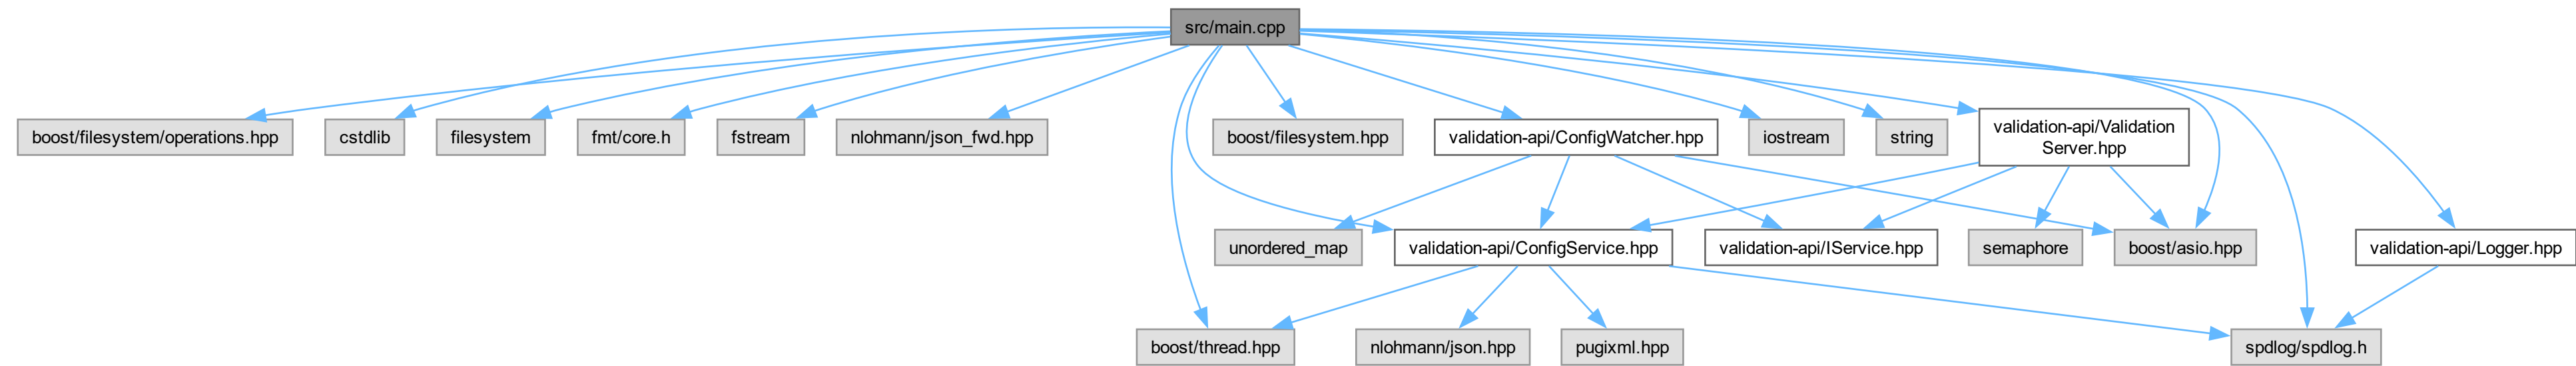 src/main.cpp
boost/filesystem/operations.hpp
cstdlib
filesystem
fmt/core.h
fstream
nlohmann/json_fwd.hpp
boost/filesystem.hpp
validation-api/ConfigWatcher.hpp
iostream
string
validation-api/Validation
Server.hpp
unordered_map
validation-api/ConfigService.hpp
validation-api/IService.hpp
semaphore
boost/asio.hpp
validation-api/Logger.hpp
boost/thread.hpp
nlohmann/json.hpp
pugixml.hpp
spdlog/spdlog.h